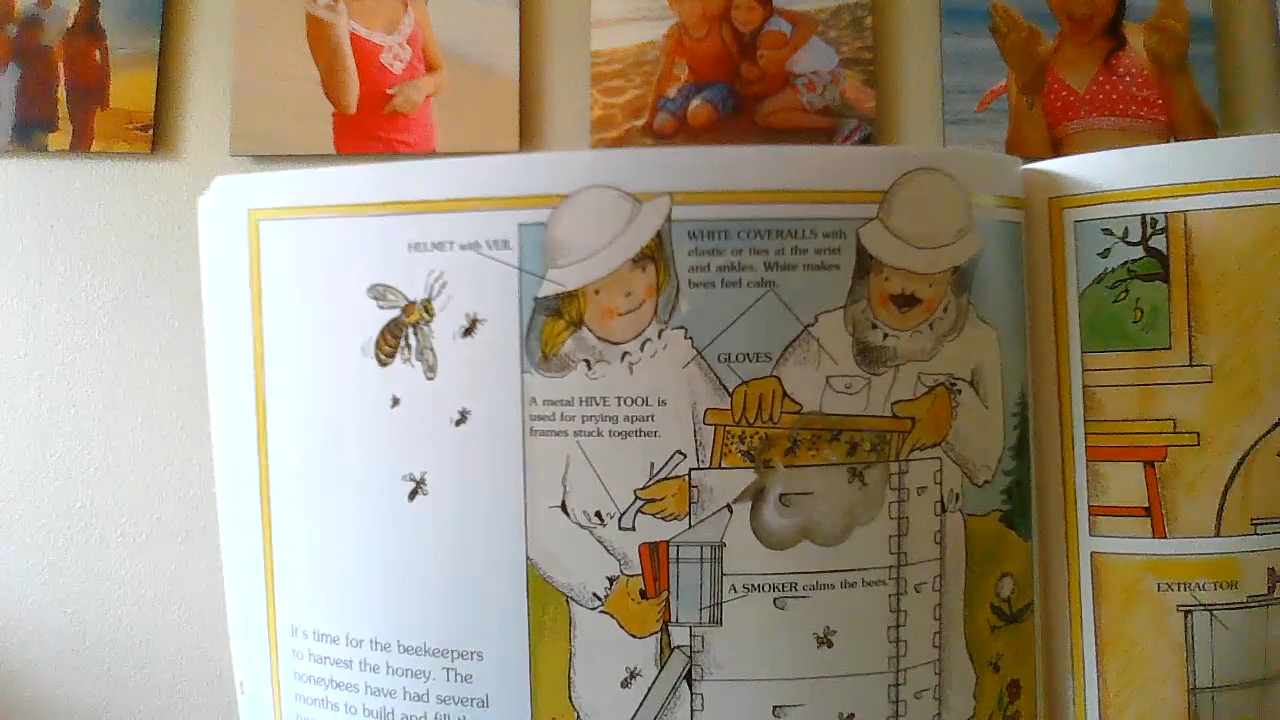 HELMET with VEIL
WHITE COVERALLS with
elastic or ties at the wrist
and ankles. White makes
bees feel calm.
GLOVES
A metal HIVE TOOL is
used for prying apart
frames stuck together.
A SMOKER calms the bees.
It's time for the beekeepers
to harvest the honey. The
honeybees have had several
months to build and fill
EXTRACTOR